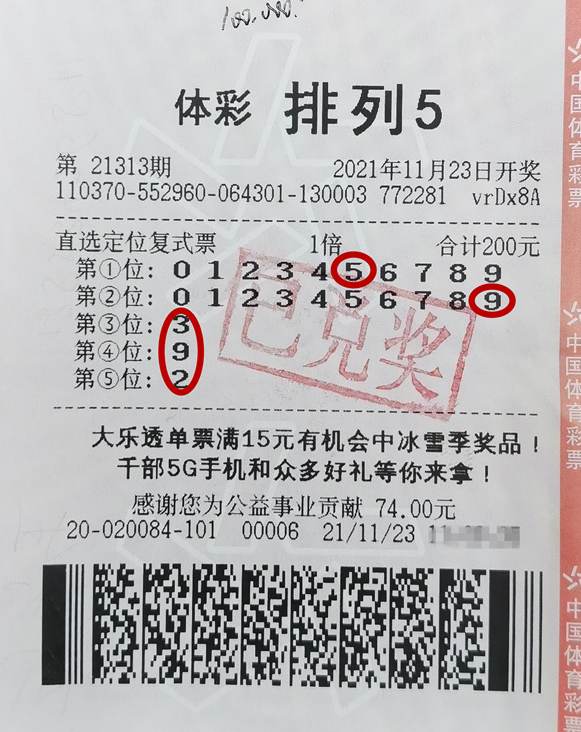 100,000.
体彩 排列5
第 21313期 2021年11月23日开奖
110370-552960-064301-130003 772281 vrDx8A
直选定位复式票 1倍 合计200元
第①位: 0 1 2 3 4 5 6 7 8 9
第②位: 0 1 2 3 4 5 6 7 8 9
第③位: 3
第④位: 9
第⑤位: 2
已兑奖
大乐透单票满15元有机会中冰雪季奖品!
千部5G手机和众多好礼等你来拿!
感谢您为公益事业贡献 74.00元
20-020084-101 00006 21/11/23
中国体育彩票
中国体育彩票
中国体育彩票